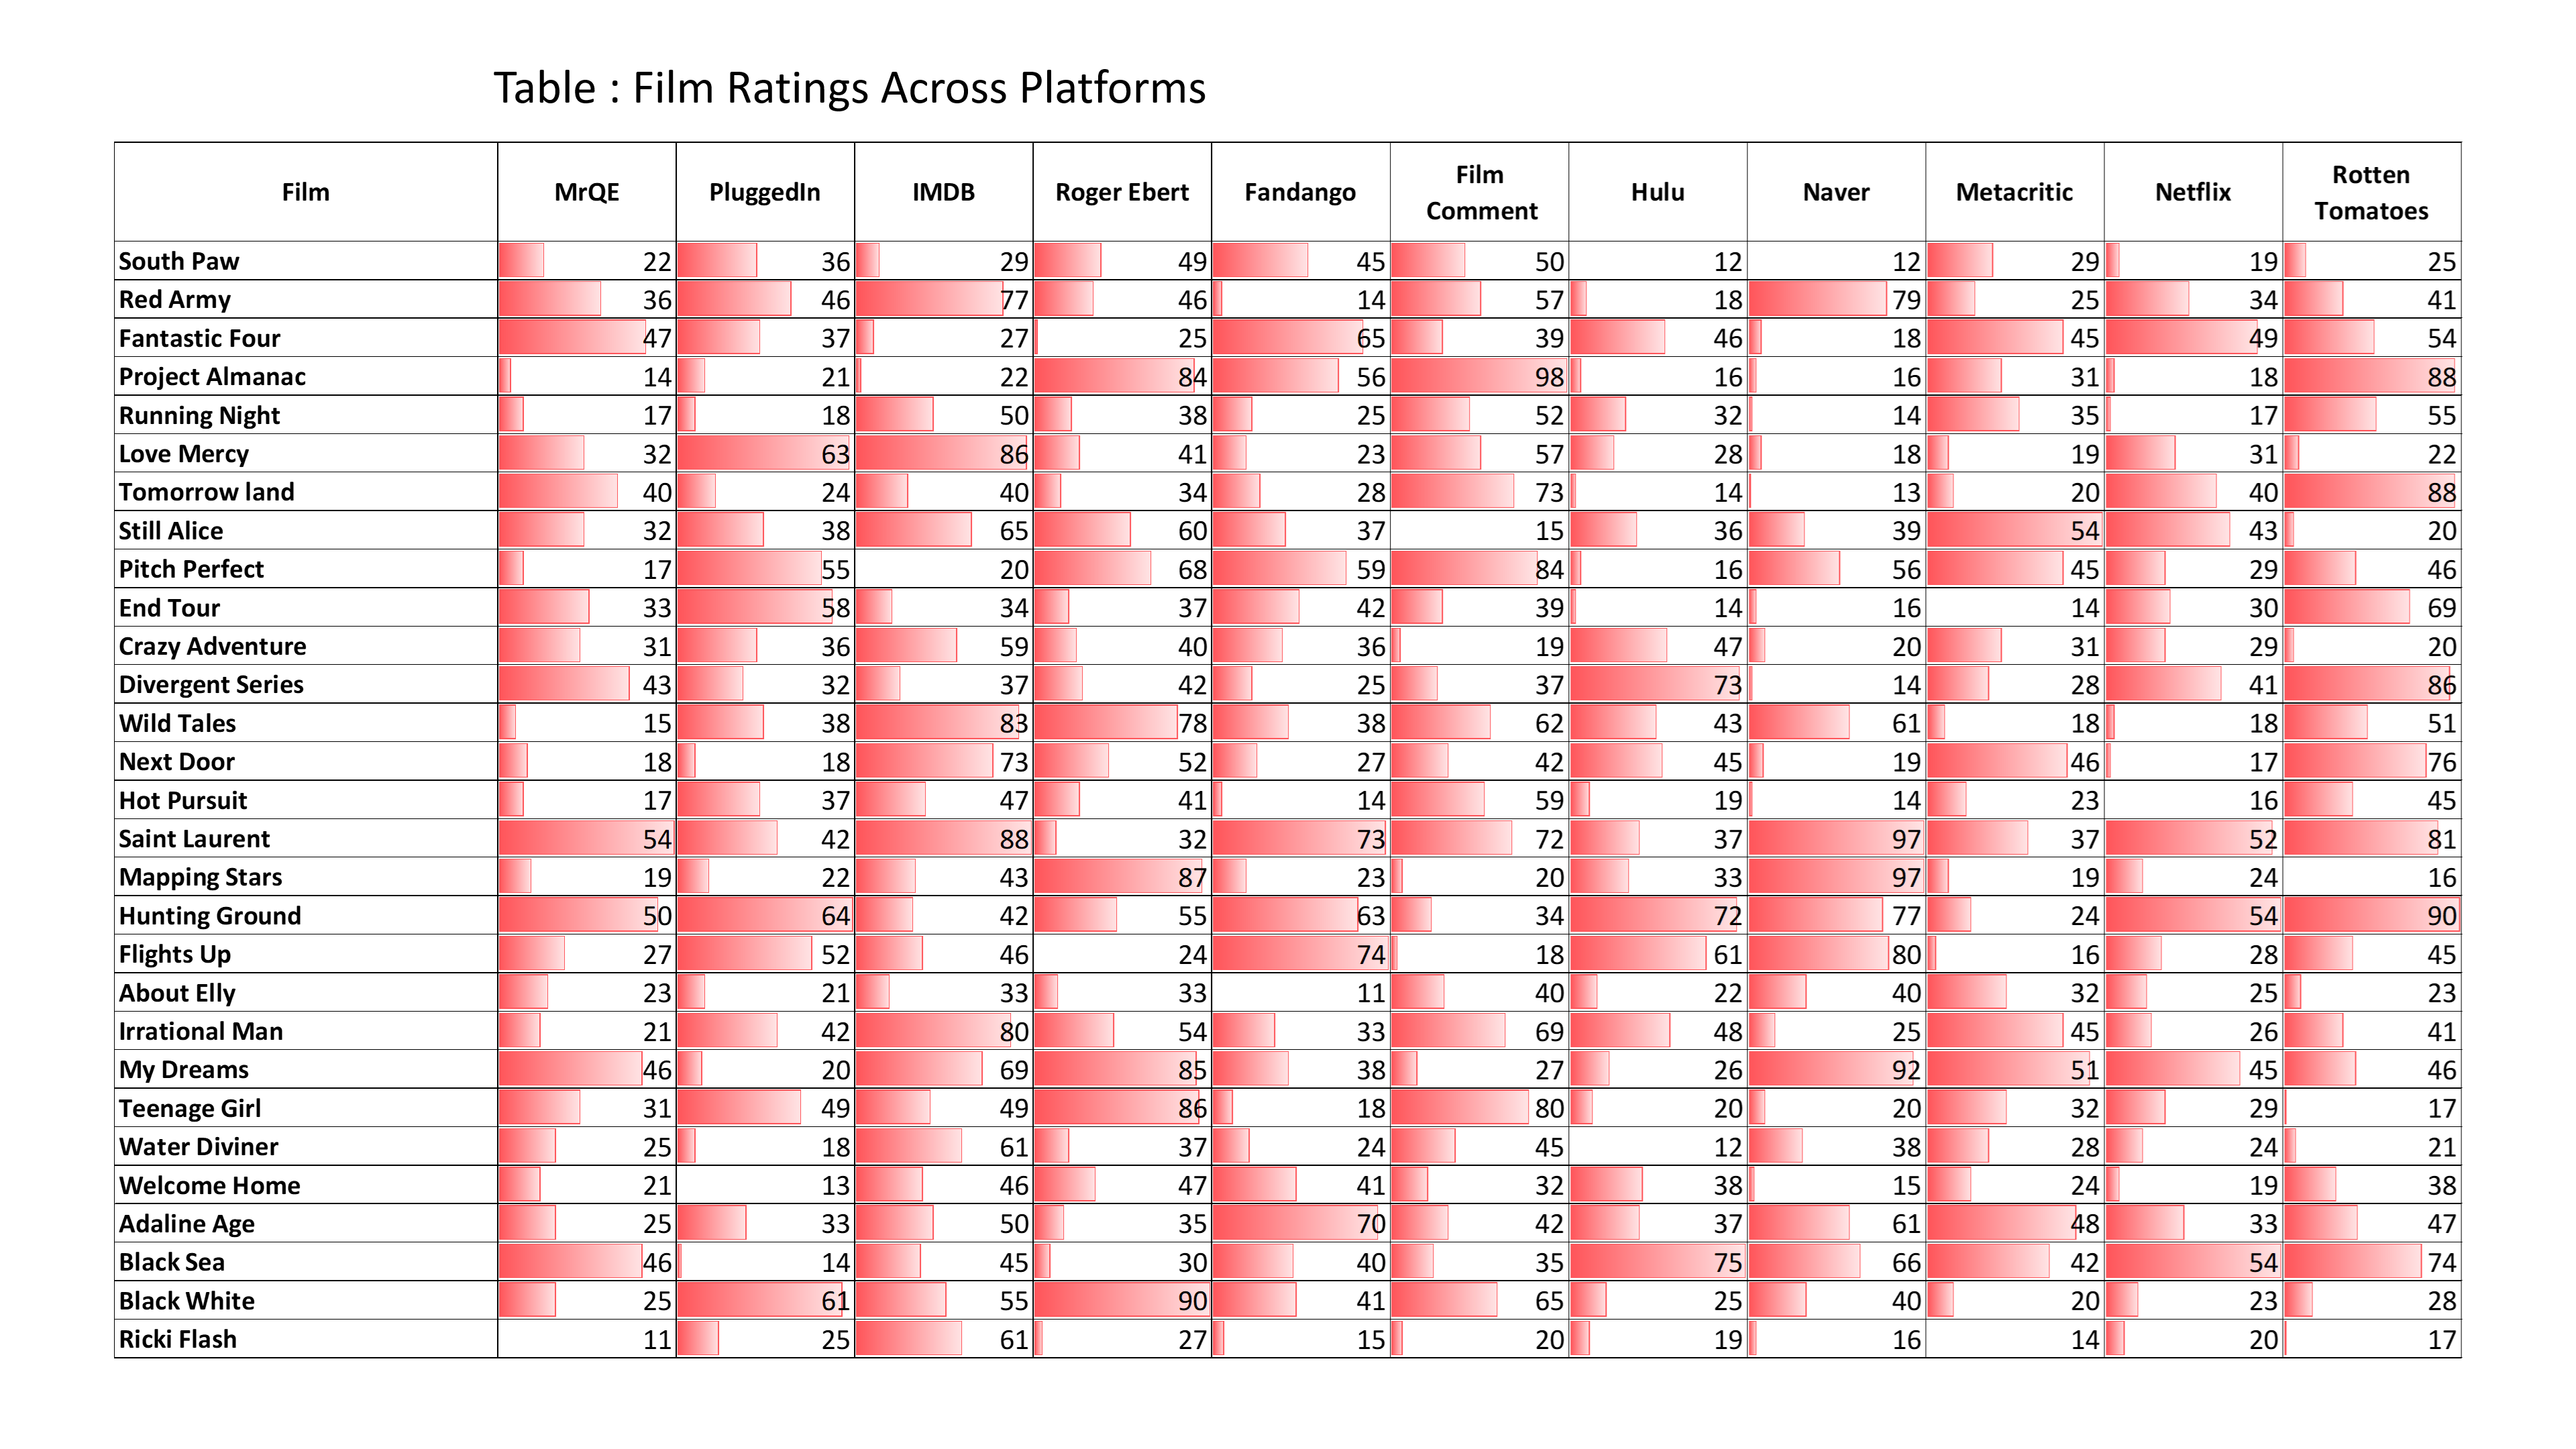 Table : Film Ratings Across Platforms
Film MrQE PluggedIn IMDB Roger Ebert Fandango Film Comment Hulu Naver Metacritic Netflix Rotten Tomatoes
South Paw 22 36 29 49 45 50 12 12 29 19 25
Red Army 36 46 77 46 14 57 18 79 25 34 41
Fantastic Four 47 37 27 25 65 39 46 18 45 49 54
Project Almanac 14 21 22 84 56 98 16 16 31 18 88
Running Night 17 18 50 38 25 52 32 14 35 17 55
Love Mercy 32 63 86 41 23 57 28 18 19 31 22
Tomorrow land 40 24 40 34 28 73 14 13 20 40 88
Still Alice 32 38 65 60 37 15 36 39 54 43 20
Pitch Perfect 17 55 20 68 59 84 16 56 45 29 46
End Tour 33 58 34 37 42 39 14 16 14 30 69
Crazy Adventure 31 36 59 40 36 19 47 20 31 29 20
Divergent Series 43 32 37 42 25 37 73 14 28 41 86
Wild Tales 15 38 83 78 38 62 43 61 18 18 51
Next Door 18 18 73 52 27 42 45 19 46 17 76
Hot Pursuit 17 37 47 41 14 59 19 14 23 16 45
Saint Laurent 54 42 88 32 73 72 37 97 37 52 81
Mapping Stars 19 22 43 87 23 20 33 97 19 24 16
Hunting Ground 50 64 42 55 63 34 72 77 24 54 90
Flights Up 27 52 46 24 74 18 61 80 16 28 45
About Elly 23 21 33 33 11 40 22 40 32 25 23
Irrational Man 21 42 80 54 33 69 48 25 45 26 41
My Dreams 46 20 69 85 38 27 26 92 51 45 46
Teenage Girl 31 49 49 86 18 80 20 20 32 29 17
Water Diviner 25 18 61 37 24 45 12 38 28 24 21
Welcome Home 21 13 46 47 41 32 38 15 24 19 38
Adaline Age 25 33 50 35 70 42 37 61 48 33 47
Black Sea 46 14 45 30 40 35 75 66 42 54 74
Black White 25 61 55 90 41 65 25 40 20 23 28
Ricki Flash 11 25 61 27 15 20 19 16 14 20 17